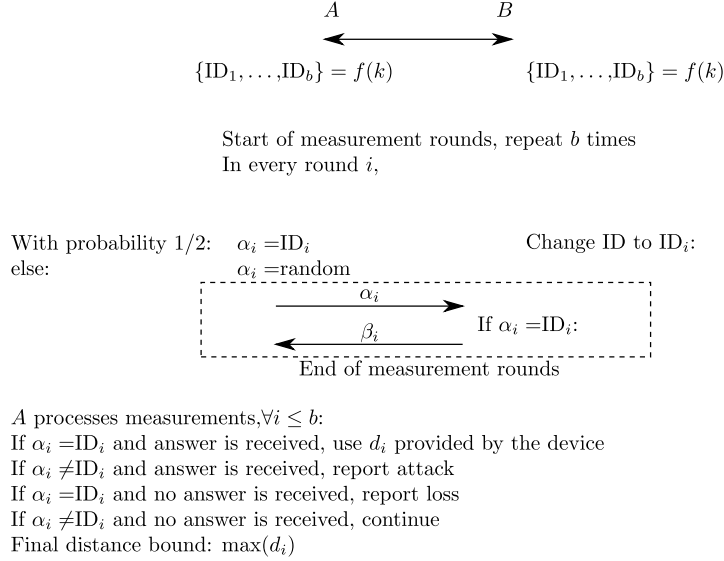 A B
{ID₁, …,ID_b} = f(k) {ID₁, …,ID_b} = f(k)
Start of measurement rounds, repeat b times
In every round i,
With probability 1/2: α_i =ID_i Change ID to ID_i:
else: α_i =random
α_i
If α_i =ID_i:
β_i
End of measurement rounds
A processes measurements,∀i ≤ b:
If α_i =ID_i and answer is received, use d_i provided by the device
If α_i ≠ID_i and answer is received, report attack
If α_i =ID_i and no answer is received, report loss
If α_i ≠ID_i and no answer is received, continue
Final distance bound: max(d_i)